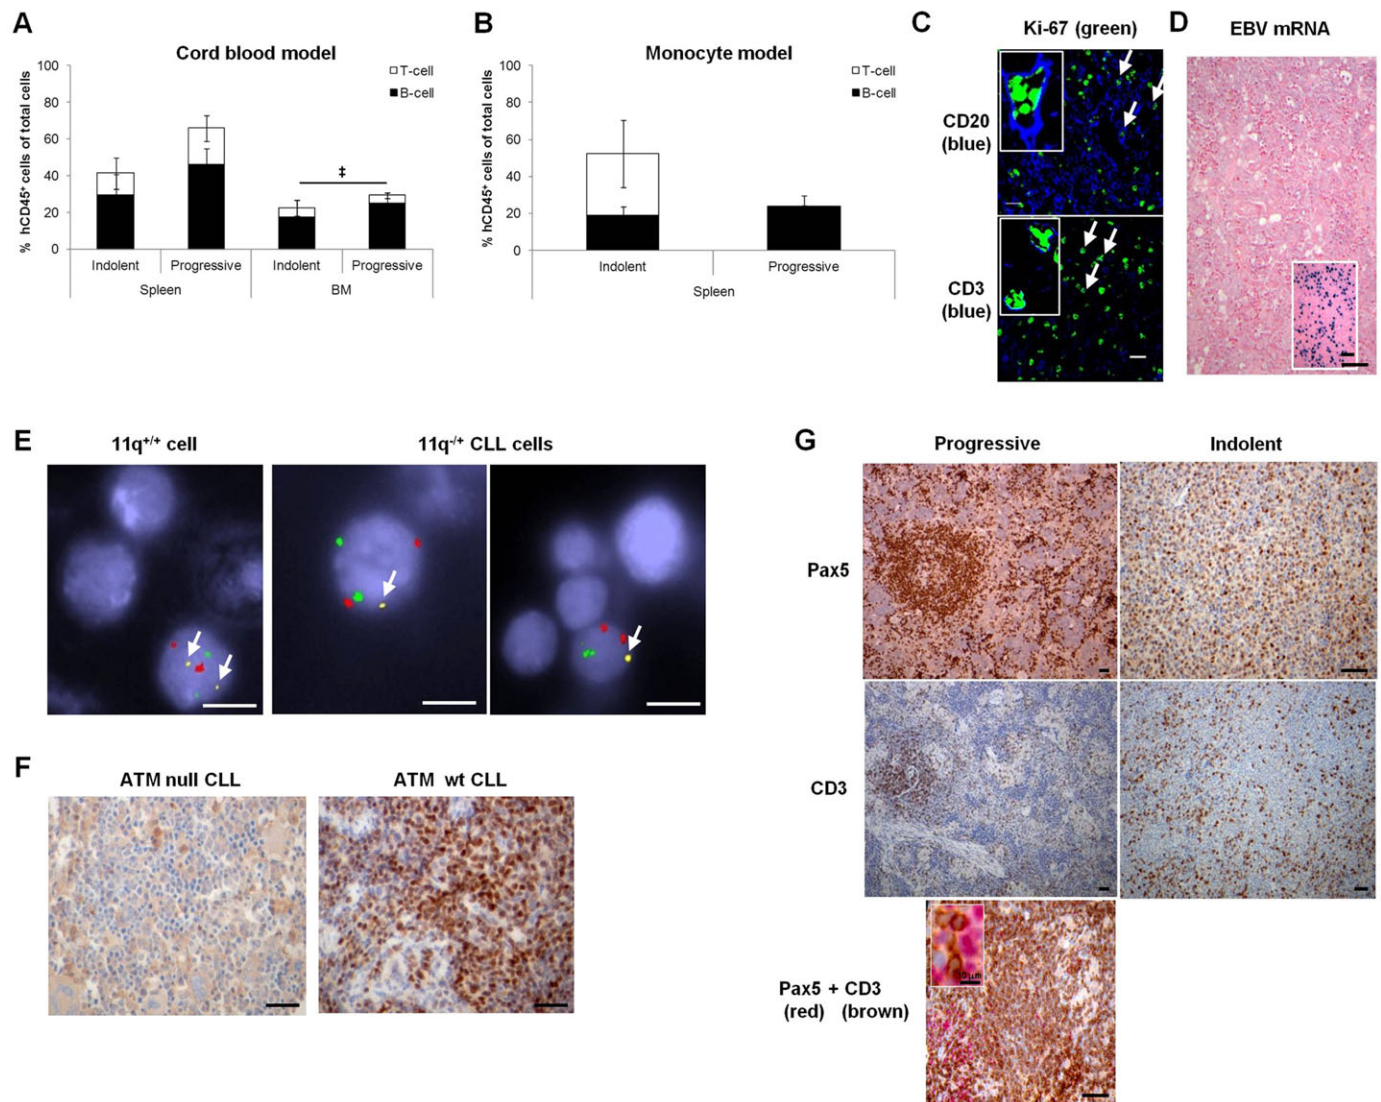 A
Cord blood model
% hCD45⁺ cells of total cells
100
80
60
40
20
0
T-cell
B-cell
‡
Indolent
Progressive
Indolent
Progressive
Spleen
BM
B
Monocyte model
% hCD45⁺ cells of total cells
100
80
60
40
20
0
T-cell
B-cell
Indolent
Progressive
Spleen
C
Ki-67 (green)
CD20
(blue)
CD3
(blue)
D
EBV mRNA
E
11q⁺/⁺ cell
11q⁻/⁺ CLL cells
F
ATM null CLL
ATM wt CLL
G
Progressive
Indolent
Pax5
CD3
Pax5 + CD3
(red) (brown)